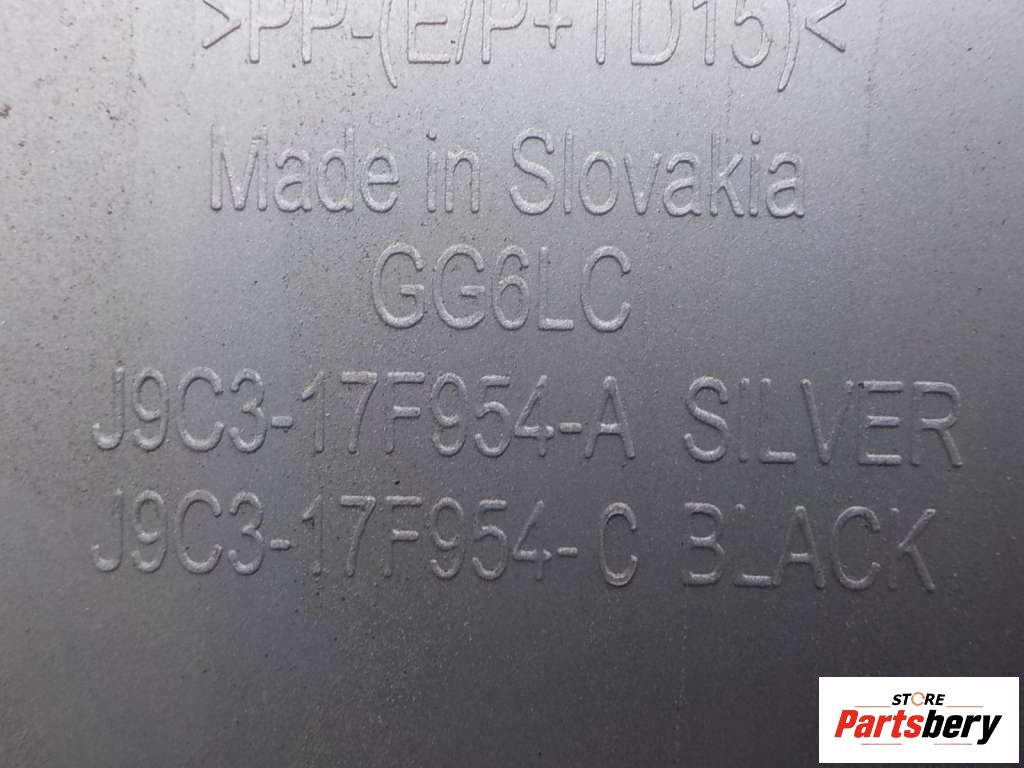 >PP-(E/P+TD15)<
Made in Slovakia
GG6LC
J9C3-17F954-A SILVER
J9C3-17F954-C BLACK
STORE
Partsbery